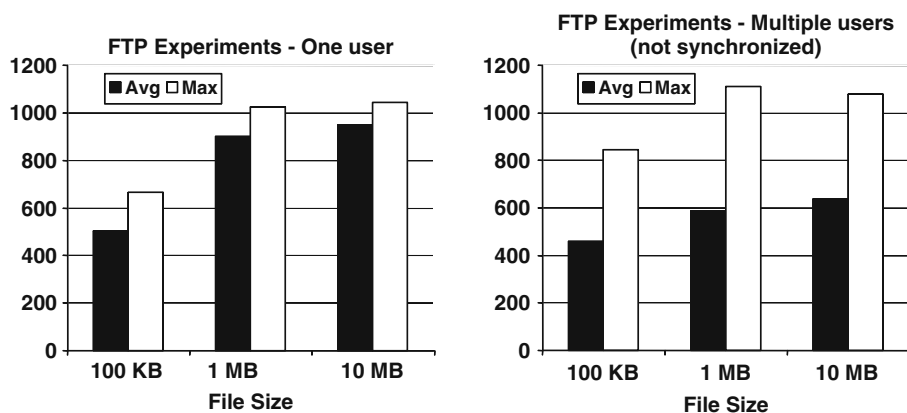 FTP Experiments - One user
1200
1000
800
600
400
200
0
Avg Max
100 KB 1 MB 10 MB
File Size
FTP Experiments - Multiple users
(not synchronized)
1200
1000
800
600
400
200
0
Avg Max
100 KB 1 MB 10 MB
File Size